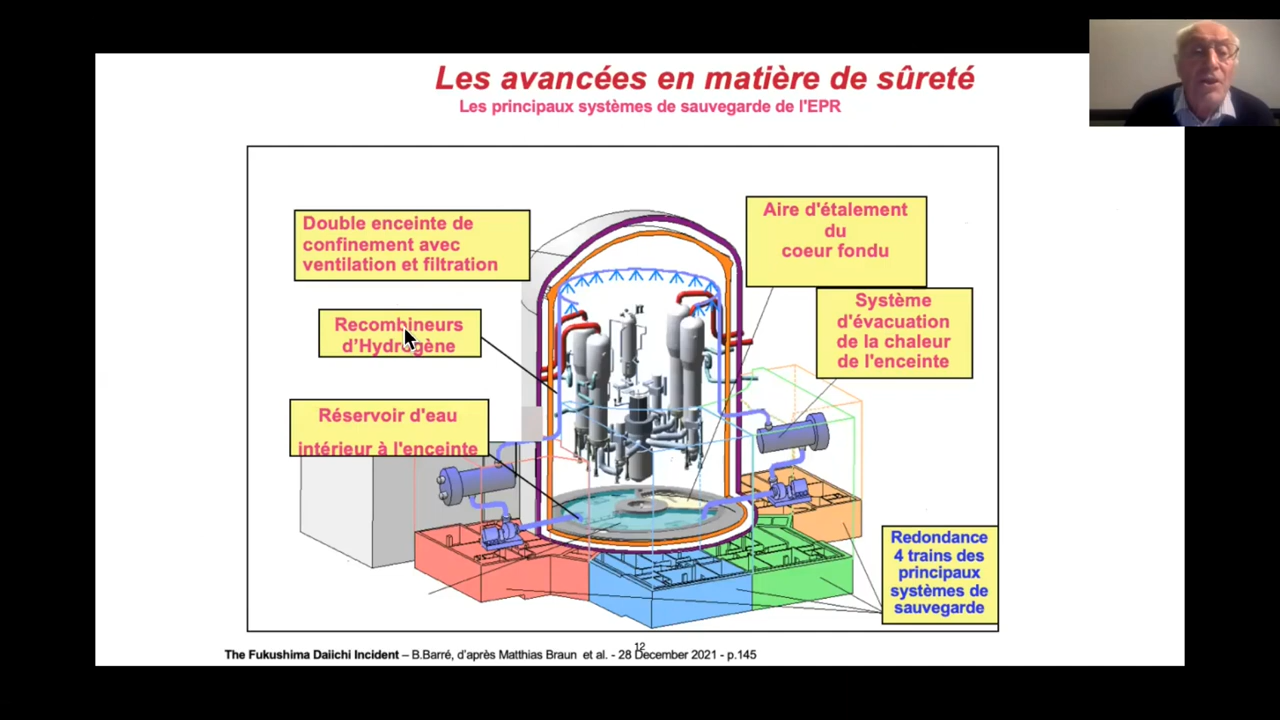 Les avancées en matière de sûreté
Les principaux systèmes de sauvegarde de l'EPR
Double enceinte de
confinement avec
ventilation et filtration
Recombineurs
d'Hydrogène
Réservoir d'eau
intérieur à l'enceinte
Aire d'étalement
du
coeur fondu
Système
d'évacuation
de la chaleur
de l'enceinte
Redondance
4 trains des
principaux
systèmes de
sauvegarde
12
The Fukushima Daiichi Incident – B.Barré, d'après Matthias Braun et al. - 28 December 2021 - p.145